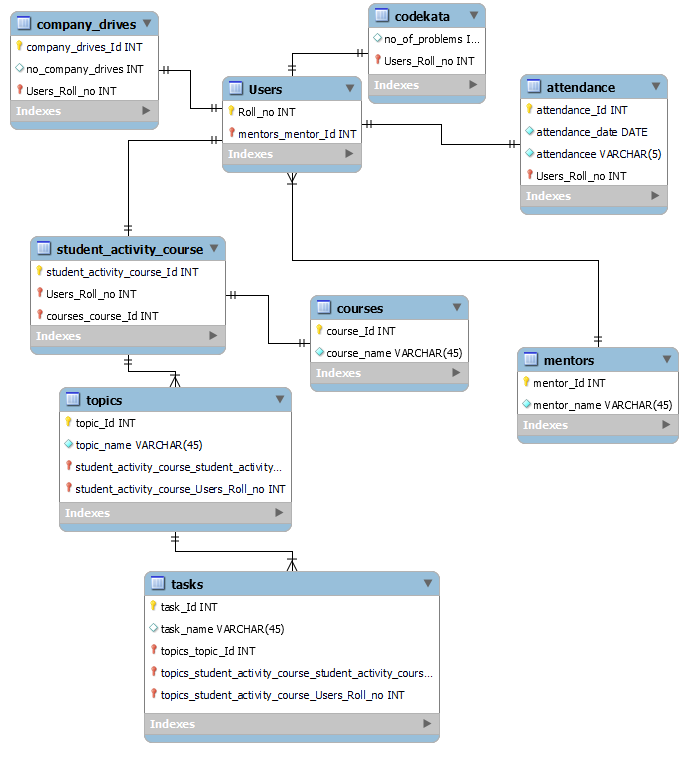 company_drives
company_drives_Id INT
no_company_drives INT
Users_Roll_no INT
Indexes
codekata
no_of_problems I...
Users_Roll_no INT
Indexes
Users
Roll_no INT
mentors_mentor_Id INT
Indexes
attendance
attendance_Id INT
attendance_date DATE
attendancee VARCHAR(5)
Users_Roll_no INT
Indexes
student_activity_course
student_activity_course_Id INT
Users_Roll_no INT
courses_course_Id INT
Indexes
courses
course_Id INT
course_name VARCHAR(45)
Indexes
mentors
mentor_Id INT
mentor_name VARCHAR(45)
Indexes
topics
topic_Id INT
topic_name VARCHAR(45)
student_activity_course_student_activity...
student_activity_course_Users_Roll_no INT
Indexes
tasks
task_Id INT
task_name VARCHAR(45)
topics_topic_Id INT
topics_student_activity_course_student_activity_cours...
topics_student_activity_course_Users_Roll_no INT
Indexes